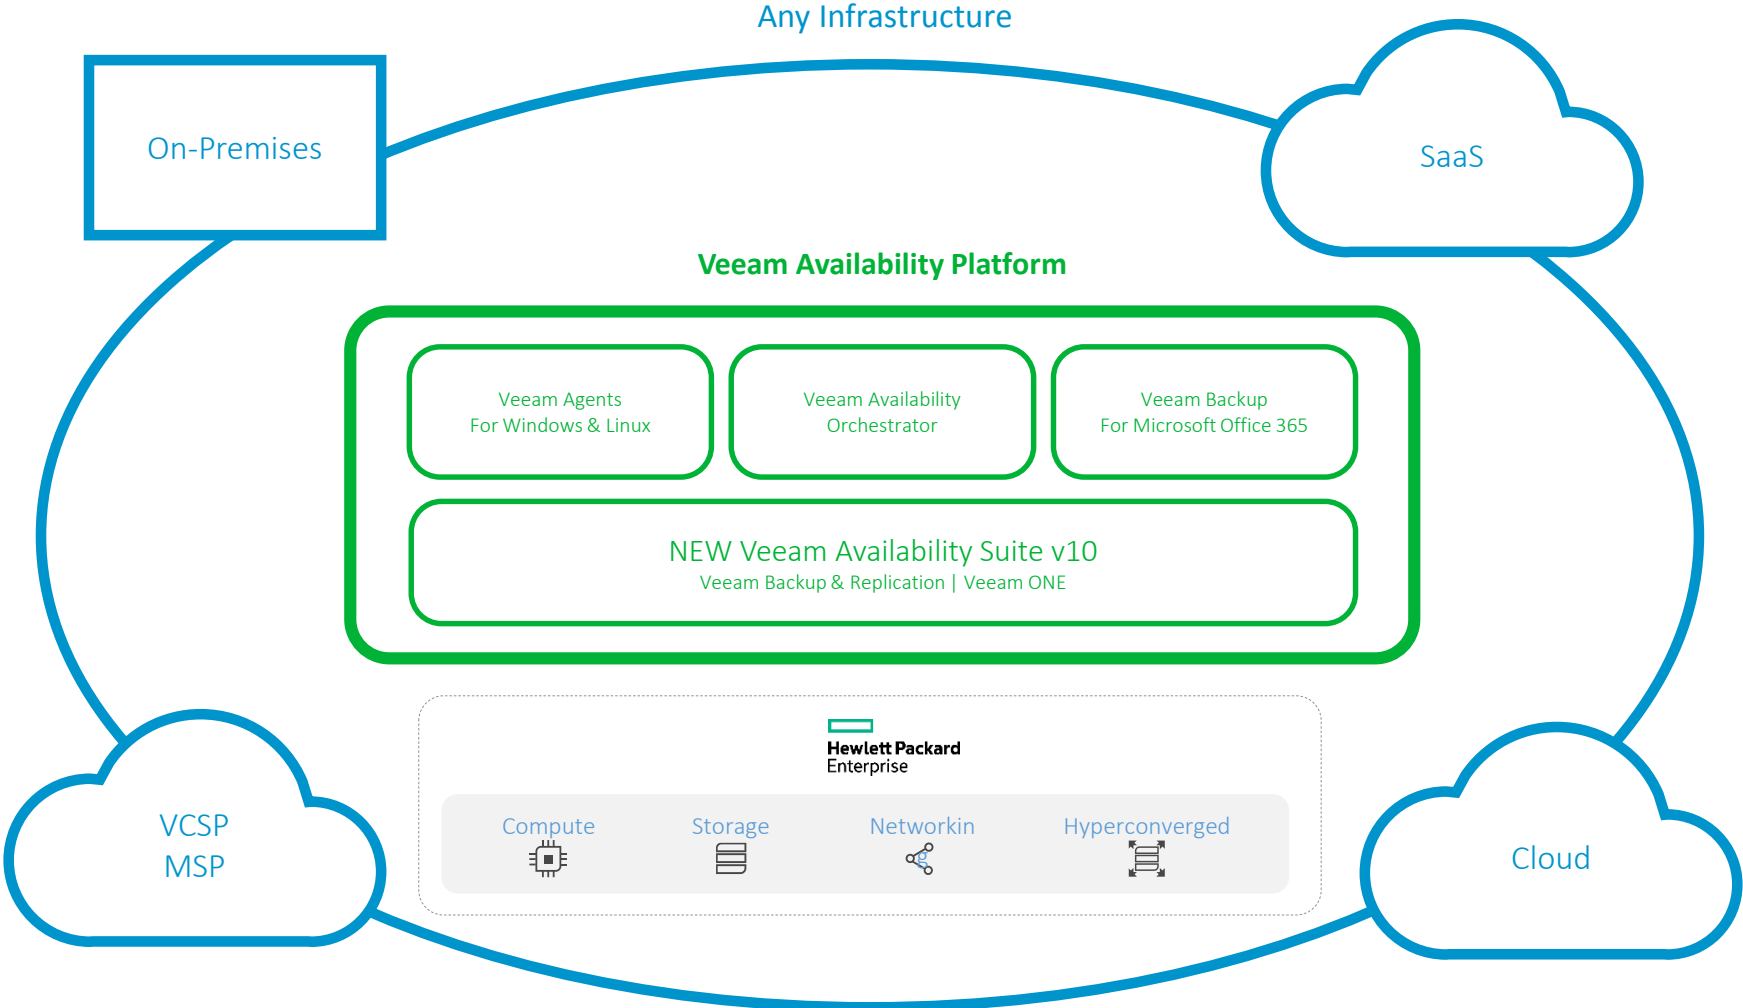 Any Infrastructure
On-Premises
SaaS
Veeam Availability Platform
Veeam Agents
For Windows & Linux
Veeam Availability
Orchestrator
Veeam Backup
For Microsoft Office 365
NEW Veeam Availability Suite v10
Veeam Backup & Replication | Veeam ONE
Hewlett Packard
Enterprise
VCSP
MSP
Compute
Storage
Networkin
g
Hyperconverged
Cloud